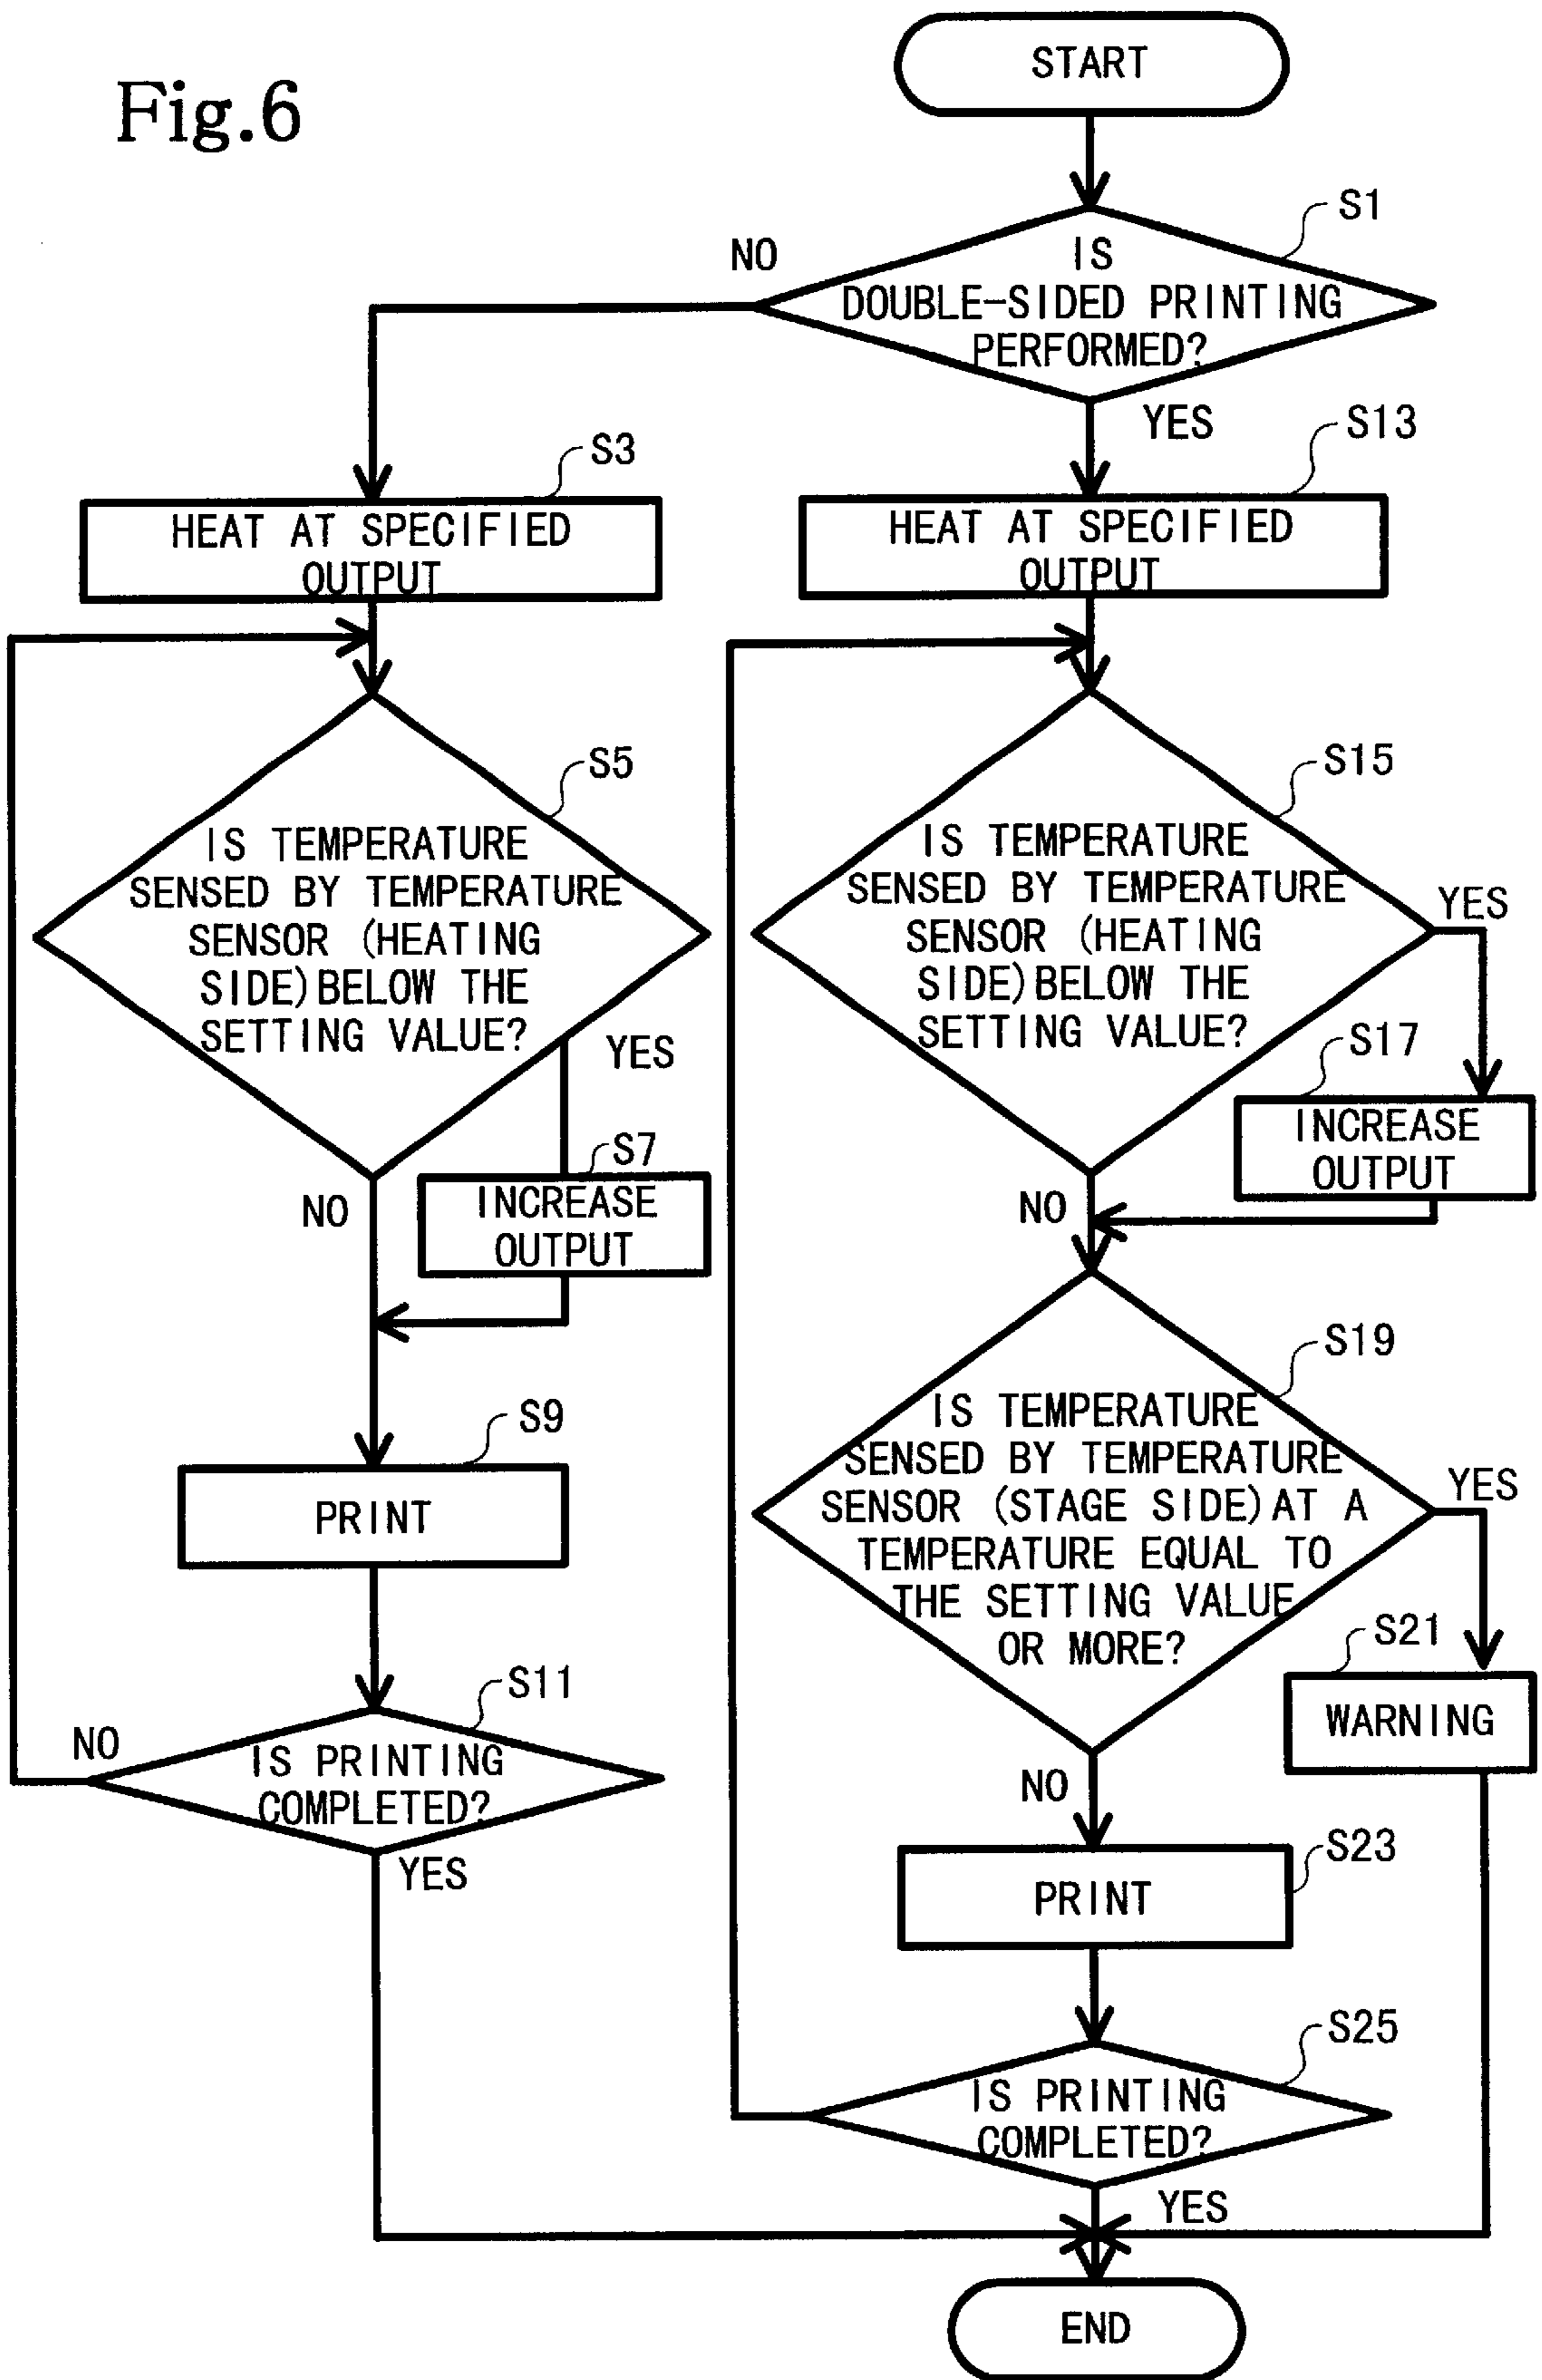 Fig.6
START
S1
NO
IS
DOUBLE-SIDED PRINTING
PERFORMED?
YES
S3
HEAT AT SPECIFIED
OUTPUT
S5
IS TEMPERATURE
SENSED BY TEMPERATURE
SENSOR (HEATING
SIDE) BELOW THE
SETTING VALUE?
YES
S7
INCREASE
OUTPUT
NO
S9
PRINT
S11
NO
IS PRINTING
COMPLETED?
YES
S13
HEAT AT SPECIFIED
OUTPUT
S15
IS TEMPERATURE
SENSED BY TEMPERATURE
SENSOR (HEATING
SIDE) BELOW THE
SETTING VALUE?
YES
S17
INCREASE
OUTPUT
NO
S19
IS TEMPERATURE
SENSED BY TEMPERATURE
SENSOR (STAGE SIDE) AT A
TEMPERATURE EQUAL TO
THE SETTING VALUE
OR MORE?
YES
S21
WARNING
NO
S23
PRINT
S25
IS PRINTING
COMPLETED?
YES
END